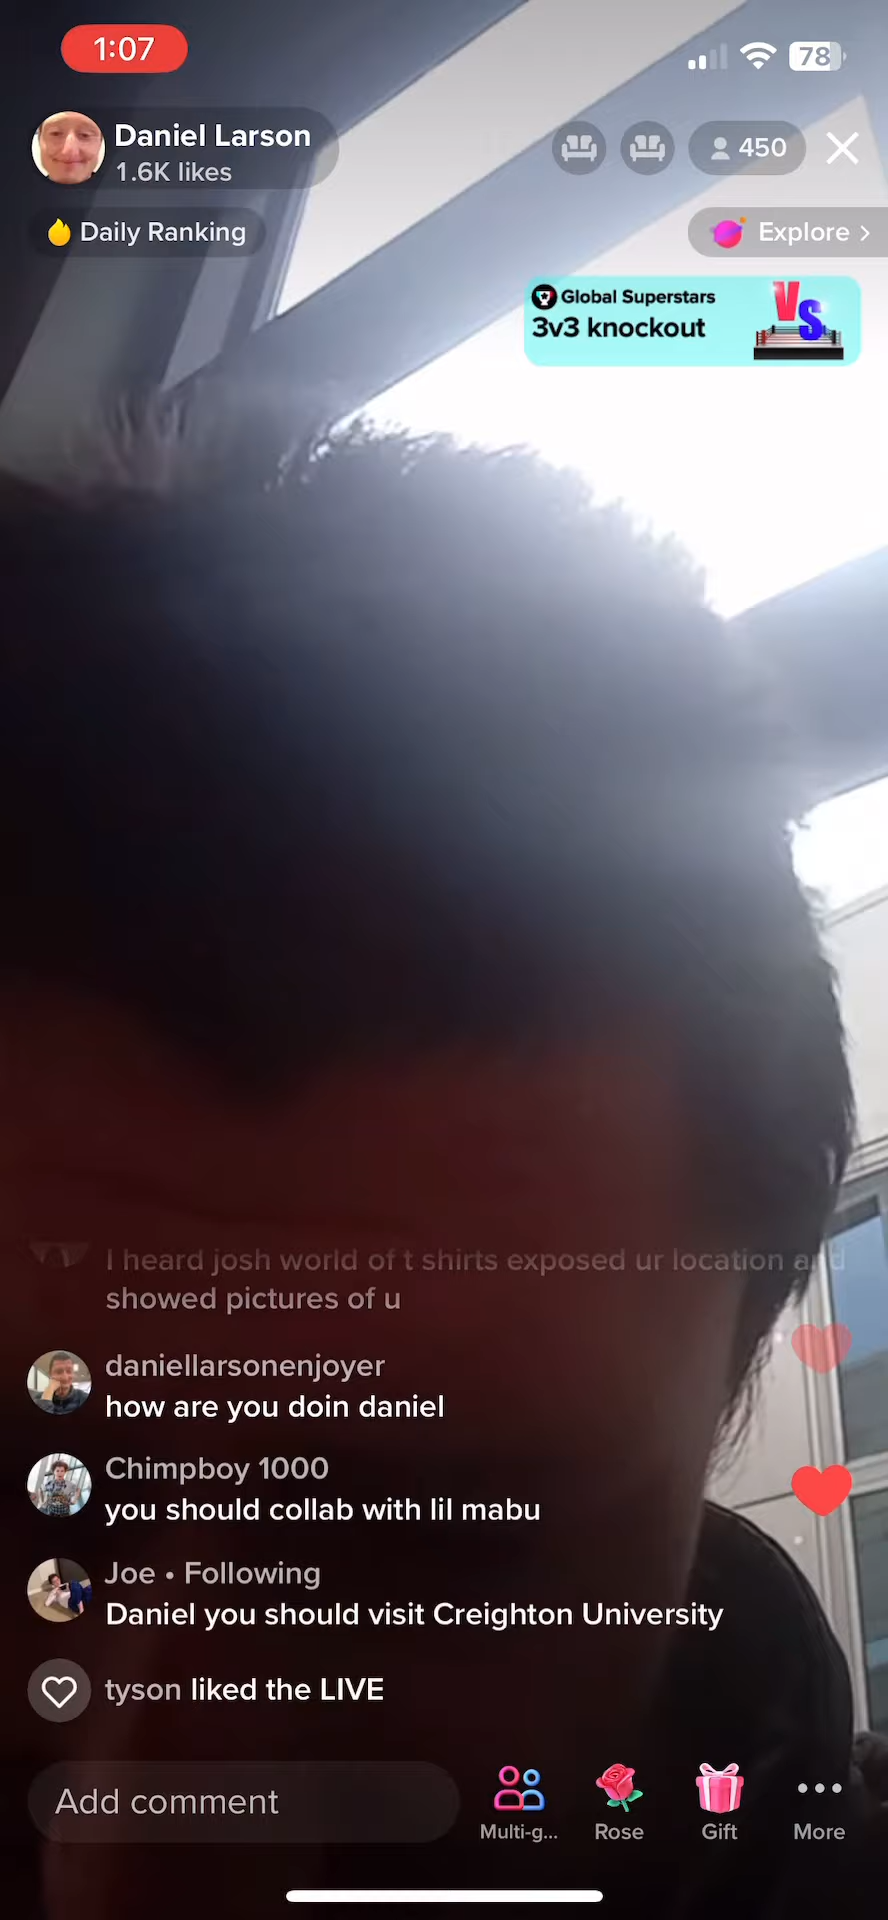 1:07
78
Daniel Larson
1.6K likes
450
Daily Ranking
Explore >
Global Superstars
3v3 knockout
VS
I heard josh world of t shirts exposed ur location and
showed pictures of u
daniellarsonenjoyer
how are you doin daniel
Chimpboy 1000
you should collab with lil mabu
Joe • Following
Daniel you should visit Creighton University
tyson liked the LIVE
Add comment
Multi-g...
Rose
Gift
More